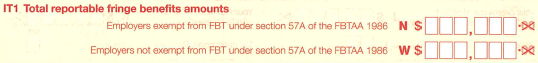 IT1 Total reportable fringe benefits amounts
Employers exempt from FBT under section 57A of the FBTAA 1986 N $ , .00
Employers not exempt from FBT under section 57A of the FBTAA 1986 W $ , .00